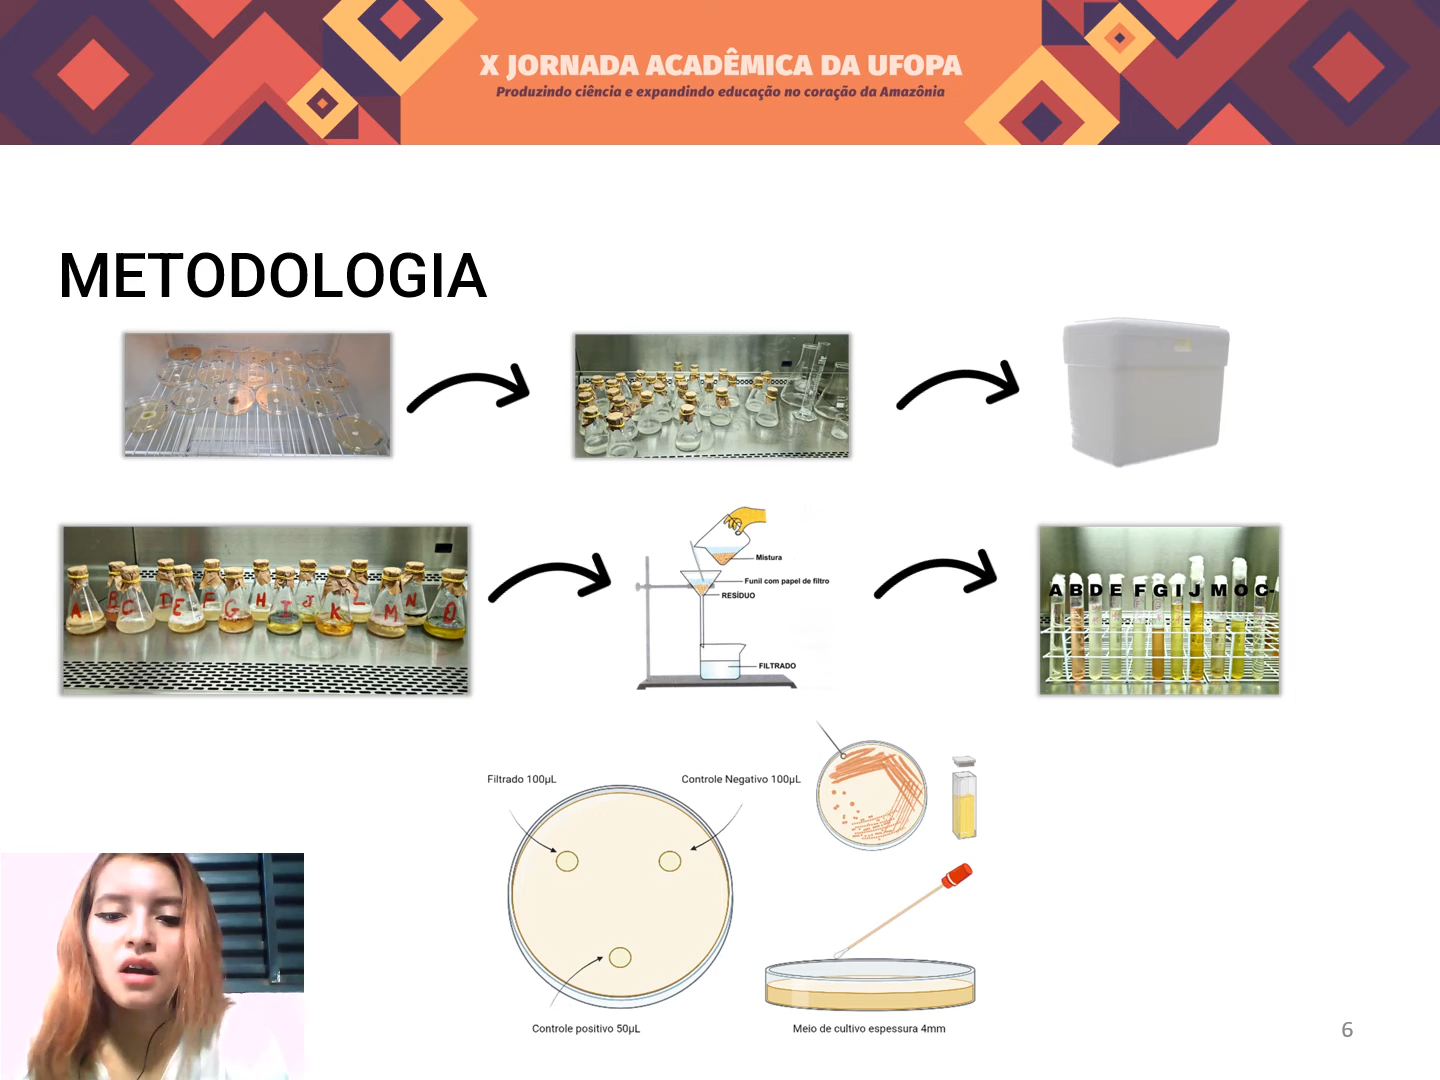 X JORNADA ACADÊMICA DA UFOPA
Produzindo ciência e expandindo educação no coração da Amazônia
METODOLOGIA
A B C D E F G H I J K L M N O
Mistura
Funil com papel de filtro
RESÍDUO
FILTRADO
A B D E F G I J M O C-
Filtrado 100µL
Controle Negativo 100µL
Controle positivo 50µL
Meio de cultivo espessura 4mm
6